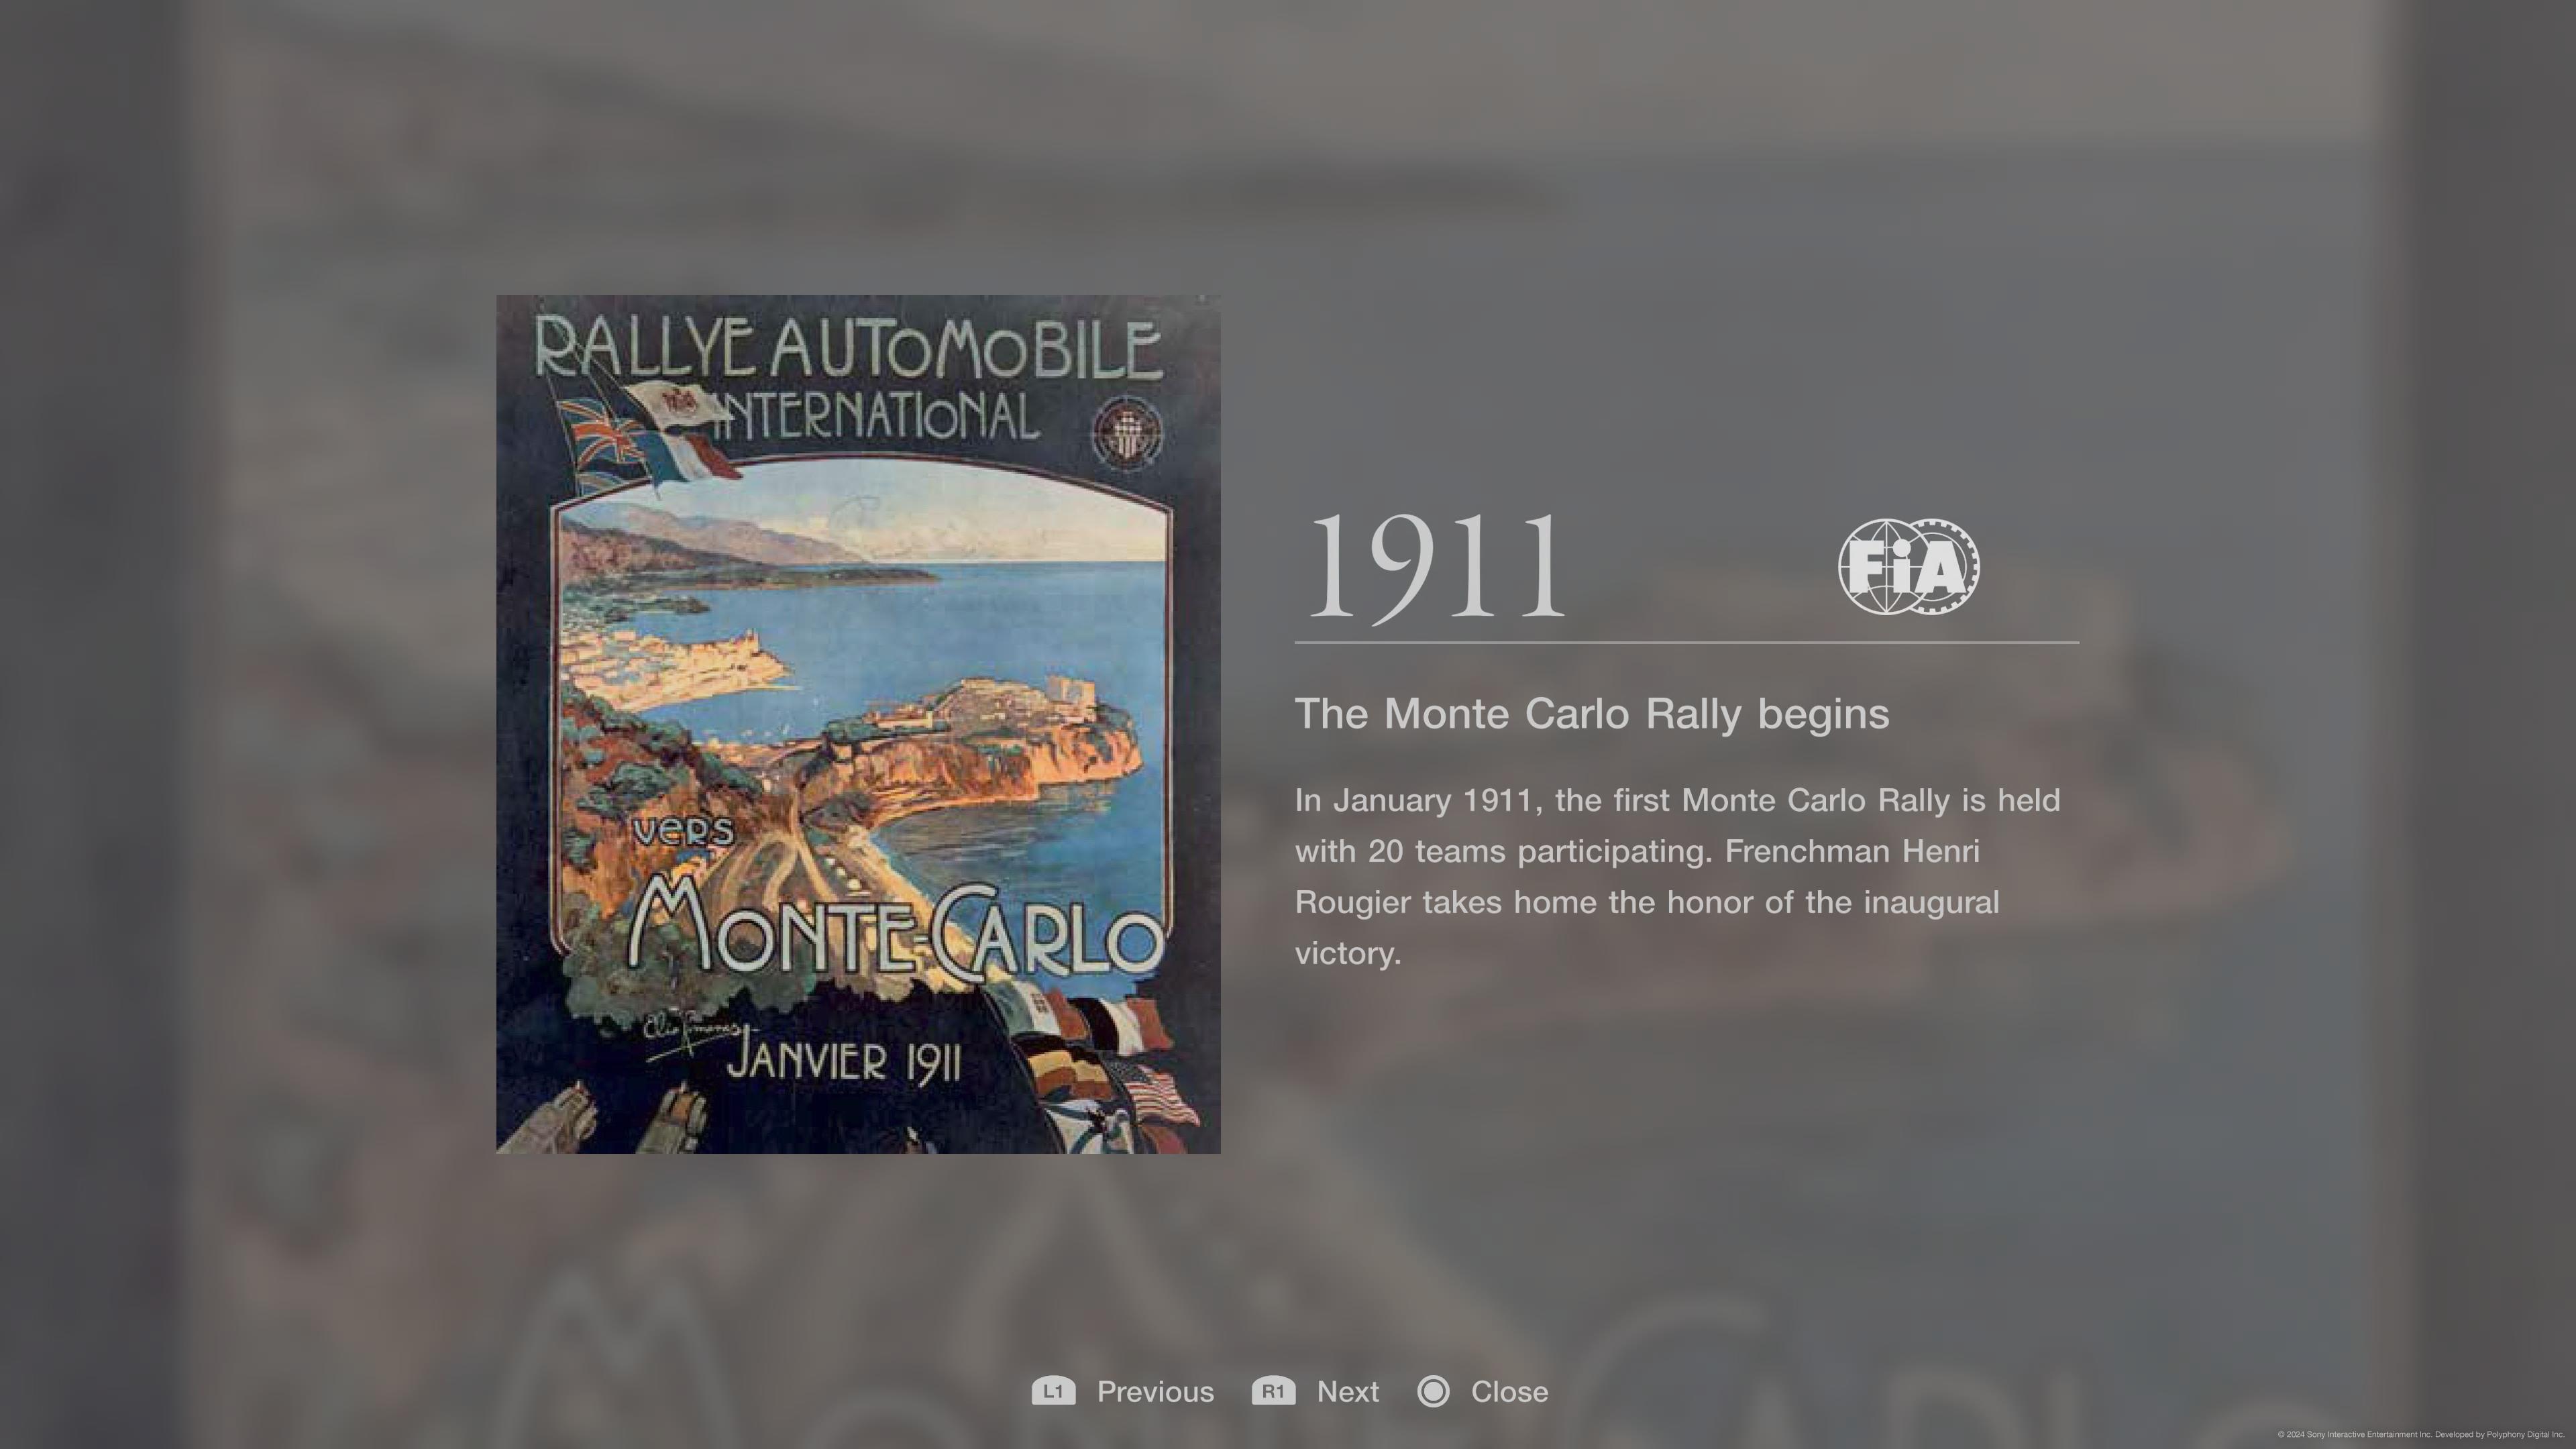 RALLYE AUTOMOBILE
INTERNATIONAL
VERS
MONTE-CARLO
JANVIER 1911
1911
FiA
The Monte Carlo Rally begins
In January 1911, the first Monte Carlo Rally is held
with 20 teams participating. Frenchman Henri
Rougier takes home the honor of the inaugural
victory.
L1 Previous R1 Next Close
© 2024 Sony Interactive Entertainment Inc. Developed by Polyphony Digital Inc.